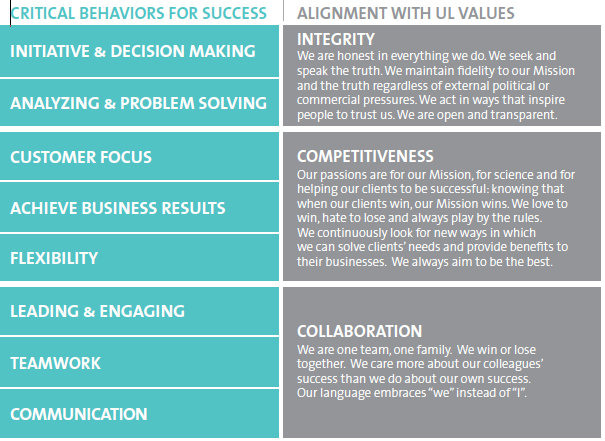 CRITICAL BEHAVIORS FOR SUCCESS
ALIGNMENT WITH UL VALUES
INITIATIVE & DECISION MAKING
ANALYZING & PROBLEM SOLVING
INTEGRITY
We are honest in everything we do. We seek and
speak the truth. We maintain fidelity to our Mission
and the truth regardless of external political or
commercial pressures. We act in ways that inspire
people to trust us. We are open and transparent.
CUSTOMER FOCUS
ACHIEVE BUSINESS RESULTS
FLEXIBILITY
COMPETITIVENESS
Our passions are for our Mission, for science and for
helping our clients to be successful: knowing that
when our clients win, our Mission wins. We love to
win, hate to lose and always play by the rules.
We continuously look for new ways in which
we can solve clients’ needs and provide benefits to
their businesses. We always aim to be the best.
LEADING & ENGAGING
TEAMWORK
COMMUNICATION
COLLABORATION
We are one team, one family. We win or lose
together. We care more about our colleagues’
success than we do about our own success.
Our language embraces “we” instead of “I”.